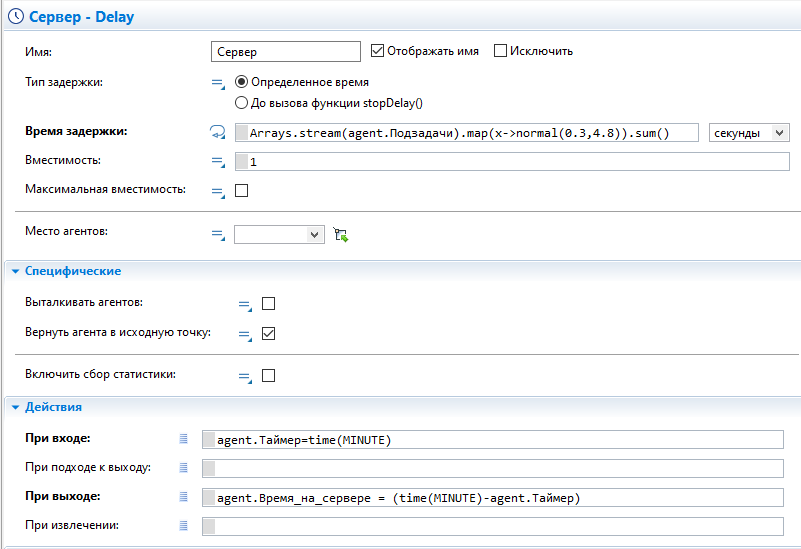 Сервер - Delay
Имя: Сервер Отображать имя Исключить
Тип задержки: Определенное время
До вызова функции stopDelay()
Время задержки: Arrays.stream(agent.Подзадачи).map(x->normal(0.3,4.8)).sum() секунды
Вместимость: 1
Максимальная вместимость:
Место агентов:
Специфические
Выталкивать агентов:
Вернуть агента в исходную точку:
Включить сбор статистики:
Действия
При входе: agent.Таймер=time(MINUTE)
При подходе к выходу:
При выходе: agent.Время_на_сервере = (time(MINUTE)-agent.Таймер)
При извлечении: